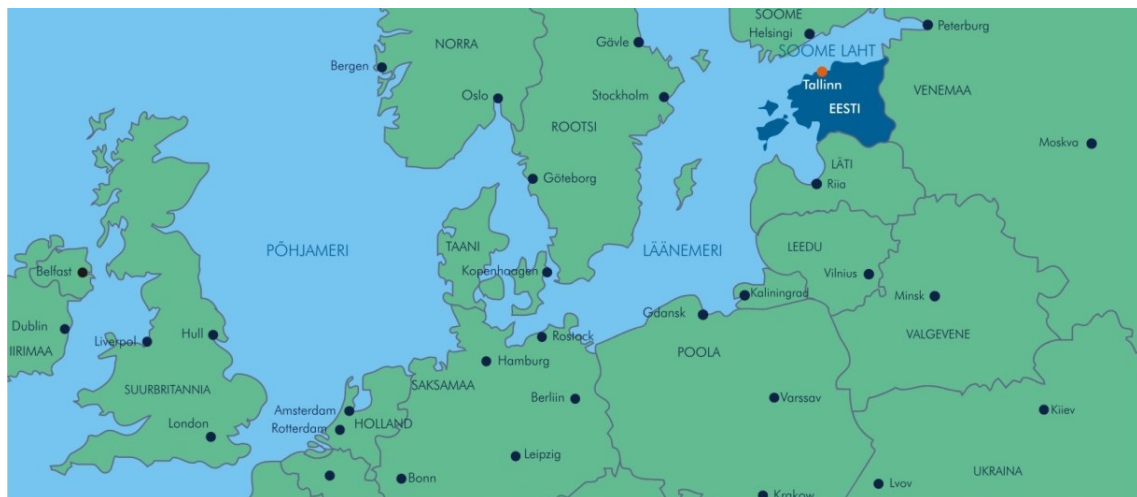 SOOME
Helsingi
Peterburg
NORRA
Gävle
Bergen
SOOME LAHT
Tallinn
Oslo
Stockholm
EESTI
VENEMAA
ROOTSI
Moskva
LÄTI
Göteborg
Riia
PÕHJAMERI
TAANI
LÄÄNEMERI
LEEDU
Belfast
Kopenhaagen
Vilnius
Kaliningrad
Minsk
Dublin
Gdansk
Hull
Liverpol
Rostock
VALGEVENE
IIRIMAA
POOLA
Hamburg
SUURBRITANNIA
SAKSAMAA
Berliin
Varssav
Amsterdam
Kiiev
London
Rotterdam
HOLLAND
Leipzig
UKRAINA
Bonn
Lvov
Krakow